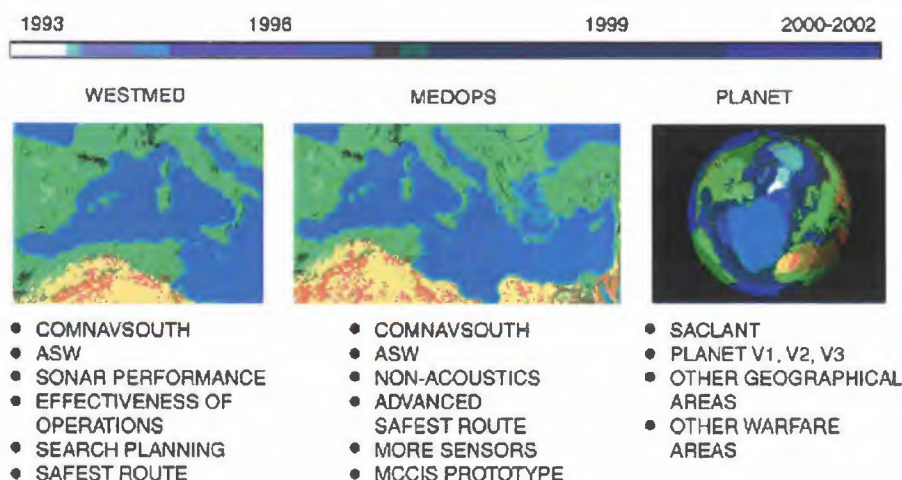 1993 1996 1999 2000-2002
WESTMED MEDOPS PLANET
● COMNAVSOUTH
● ASW
● SONAR PERFORMANCE
● EFFECTIVENESS OF
OPERATIONS
● SEARCH PLANNING
● SAFEST ROUTE
● COMNAVSOUTH
● ASW
● NON-ACOUSTICS
● ADVANCED
SAFEST ROUTE
● MORE SENSORS
● MCCIS PROTOTYPE
● SACLANT
● PLANET V1, V2, V3
● OTHER GEOGRAPHICAL
AREAS
● OTHER WARFARE
AREAS